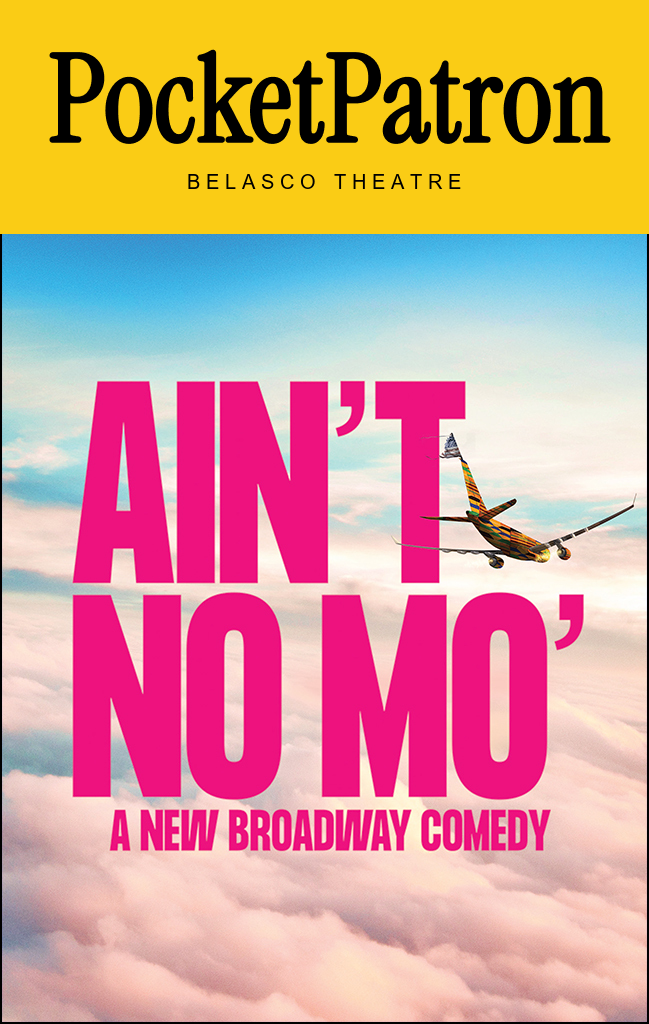 PocketPatron
BELASCO THEATRE
AIN’T
NO MO’
A NEW BROADWAY COMEDY